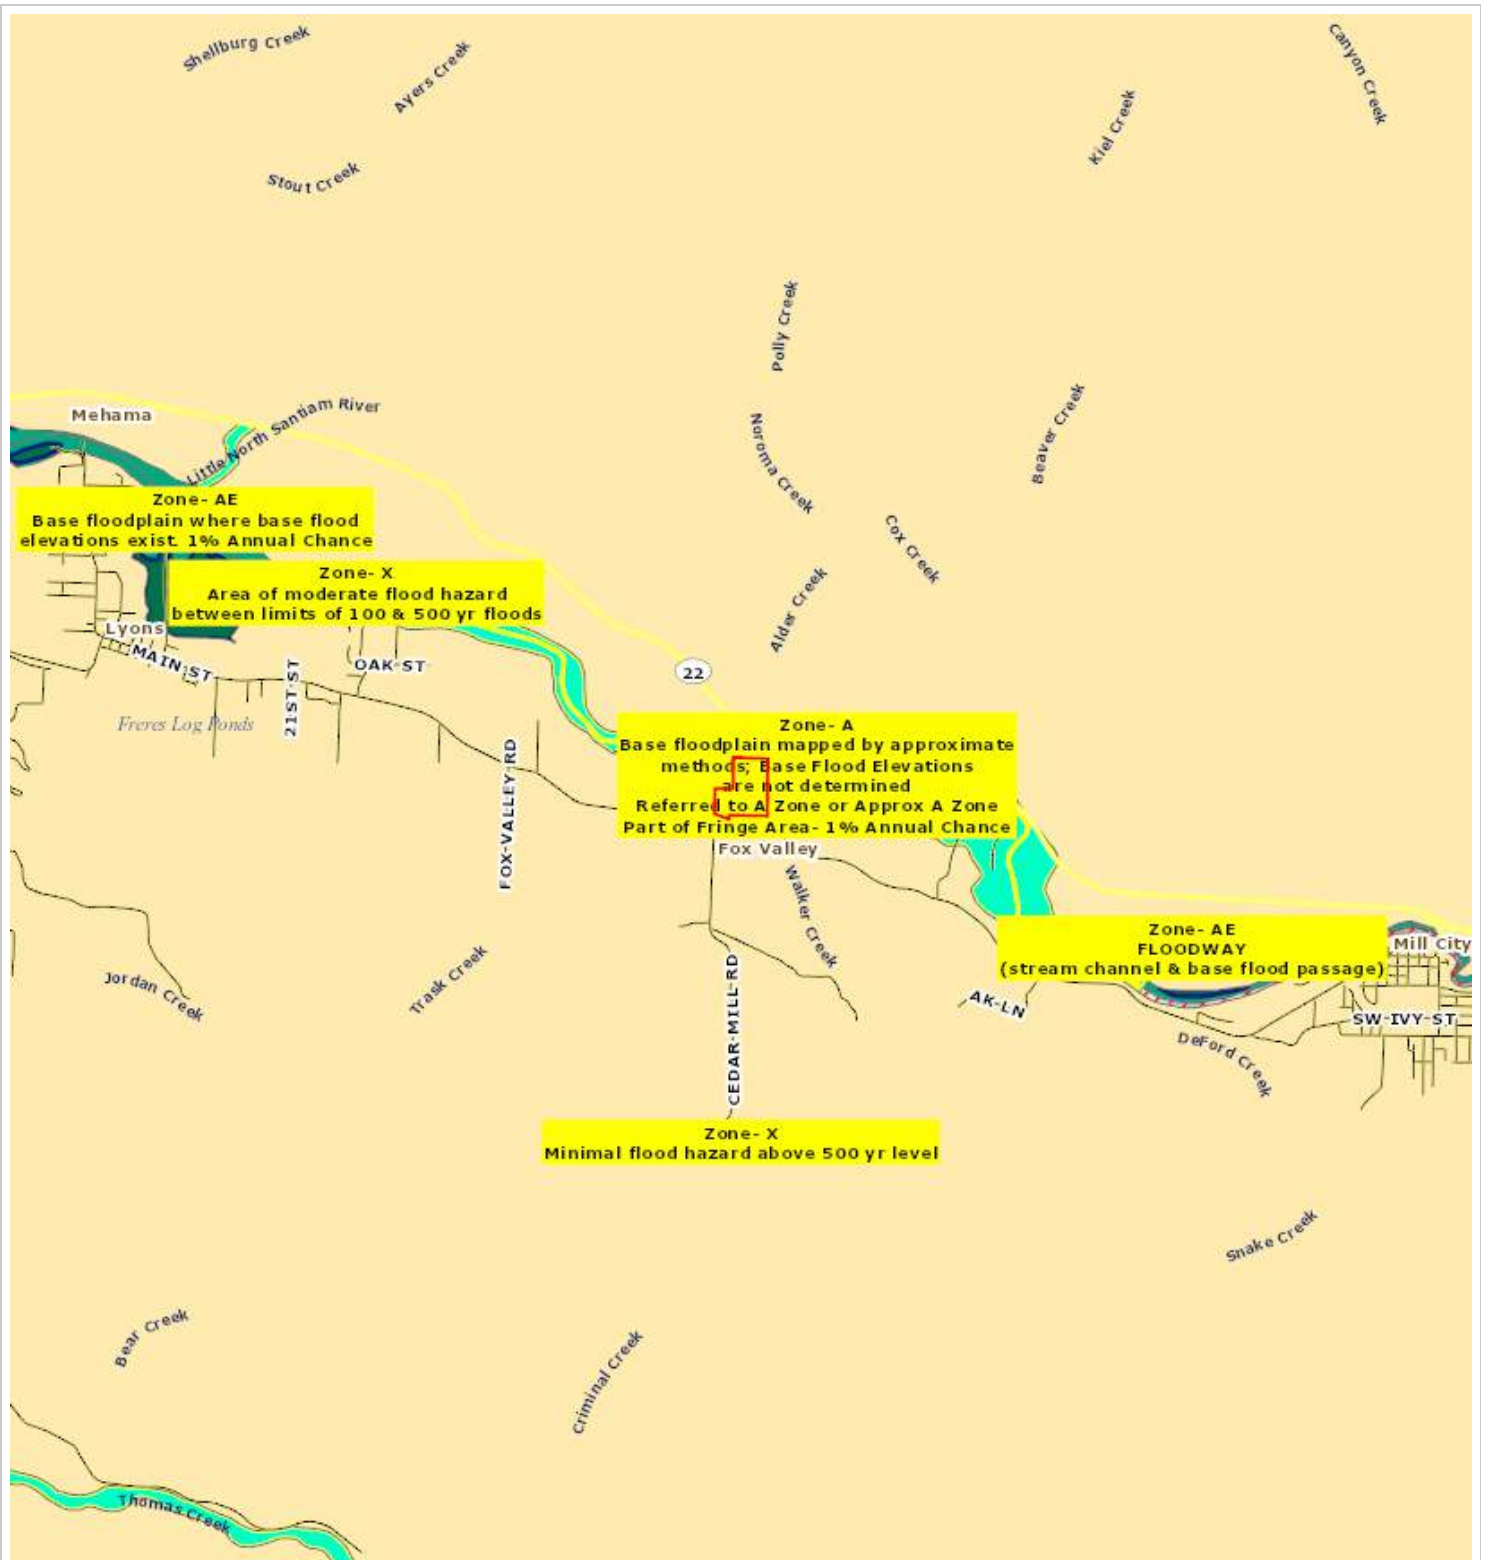 Shellburg Creek
Ayers Creek
Canyon Creek
Kiel Creek
Stout Creek
Polly Creek
Mehama
Little North Santiam River
Noroma Creek
Beaver Creek
Zone- AE
Base floodplain where base flood
elevations exist. 1% Annual Chance
Cox Creek
Zone- X
Area of moderate flood hazard
between limits of 100 & 500 yr floods
Alder Creek
Lyons
MAIN ST
OAK ST
22
21ST ST
Freres Log Ponds
FOX-VALLEY-RD
Zone- A
Base floodplain mapped by approximate
methods; Base Flood Elevations
are not determined
Referred to A Zone or Approx A Zone
Part of Fringe Area- 1% Annual Chance
Fox Valley
Walker Creek
Zone- AE
FLOODWAY
(stream channel & base flood passage)
Mill City
Jordan Creek
Trask Creek
CEDAR-MILL-RD
AK-LN
SW-IVY-ST
DeFord Creek
Zone- X
Minimal flood hazard above 500 yr level
Snake Creek
Bear Creek
Criminal Creek
Thomas Creek